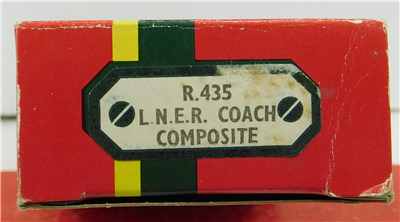 R.435
L.N.E.R. COACH
COMPOSITE